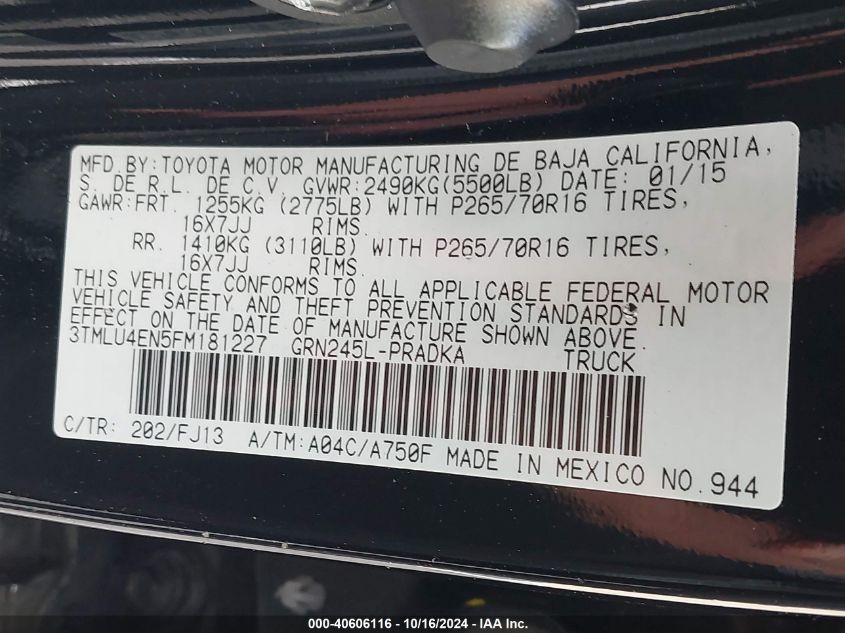 MFD.BY:TOYOTA MOTOR MANUFACTURING DE BAJA CALIFORNIA,
S. DE R.L. DE C.V. GVWR:2490KG(5500LB) DATE: 01/15
GAWR:FRT. 1255KG (2775LB) WITH P265/70R16 TIRES,
16X7JJ RIMS.
RR. 1410KG (3110LB) WITH P265/70R16 TIRES,
16X7JJ RIMS.
THIS VEHICLE CONFORMS TO ALL APPLICABLE FEDERAL MOTOR
VEHICLE SAFETY AND THEFT PREVENTION STANDARDS IN
EFFECT ON THE DATE OF MANUFACTURE SHOWN ABOVE.
3TMLU4EN5FM181227 GRN245L-PRADKA TRUCK
C/TR: 202/FJ13 A/TM:A04C/A750F MADE IN MEXICO NO.944
000-40606116 - 10/16/2024 - IAA Inc.